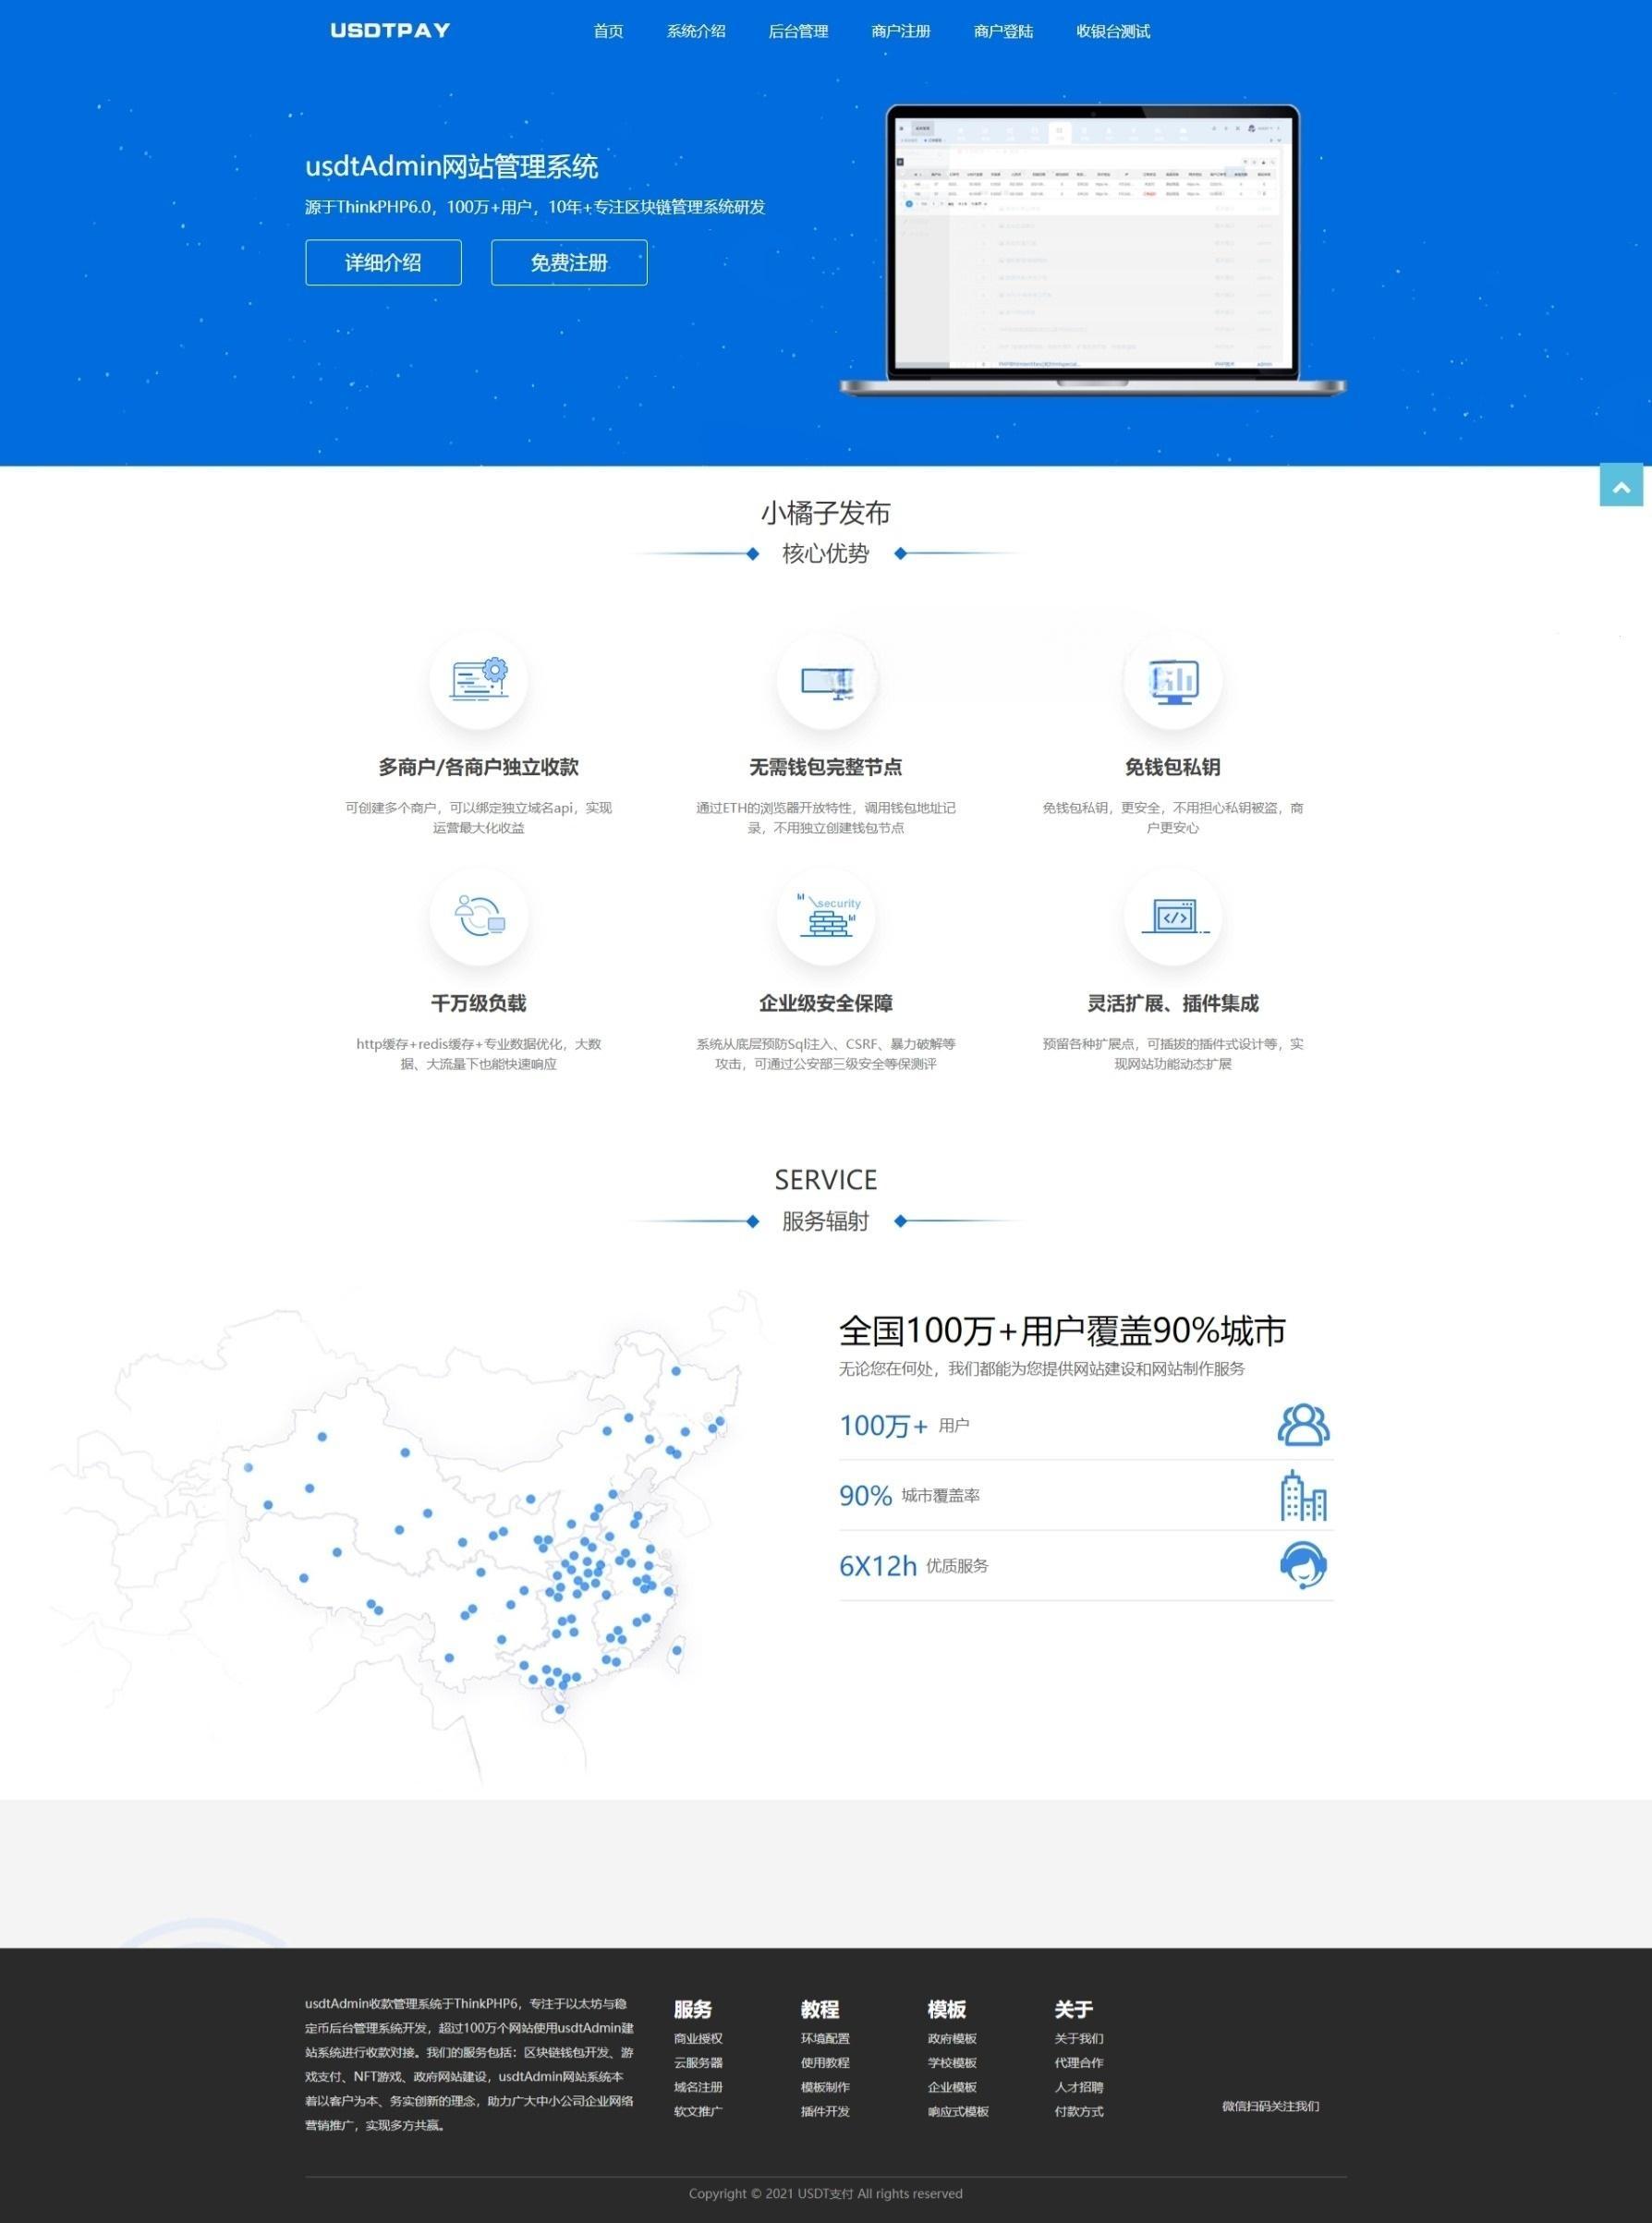 USDTPAY
首页 系统介绍 后台管理 商户注册 商户登陆 收银台测试
usdtAdmin网站管理系统
源于ThinkPHP6.0，100万+用户，10年+专注区块链管理系统研发
详细介绍 免费注册
小橘子发布
核心优势
多商户/各商户独立收款
可创建多个商户，可以绑定独立域名api，实现
运营最大化收益
无需钱包完整节点
通过ETH的浏览器开放特性，调用钱包地址记
录，不用独立创建钱包节点
免钱包私钥
免钱包私钥，更安全，不用担心私钥被盗，商
户更安心
千万级负载
http缓存+redis缓存+专业数据优化，大数
据、大流量下也能快速响应
security
企业级安全保障
系统从底层预防Sql注入、CSRF、暴力破解等
攻击，可通过公安部三级安全等保测评
灵活扩展、插件集成
预留各种扩展点，可插拔的插件式设计等，实
现网站功能动态扩展
SERVICE
服务辐射
全国100万+用户覆盖90%城市
无论您在何处，我们都能为您提供网站建设和网站制作服务
100万+ 用户
90% 城市覆盖率
6X12h 优质服务
usdtAdmin收款管理系统于ThinkPHP6，专注于以太坊与稳
定币后台管理系统开发，超过100万个网站使用usdtAdmin建
站系统进行收款对接。我们的服务包括：区块链钱包开发、游
戏支付、NFT游戏、政府网站建设，usdtAdmin网站系统本
着以客户为本、务实创新的理念，助力广大中小公司企业网络
营销推广，实现多方共赢。
服务
商业授权
云服务器
域名注册
软文推广
教程
环境配置
使用教程
模板制作
插件开发
模板
政府模板
学校模板
企业模板
响应式模板
关于
关于我们
代理合作
人才招聘
付款方式
微信扫码关注我们
Copyright © 2021 USDT支付 All rights reserved